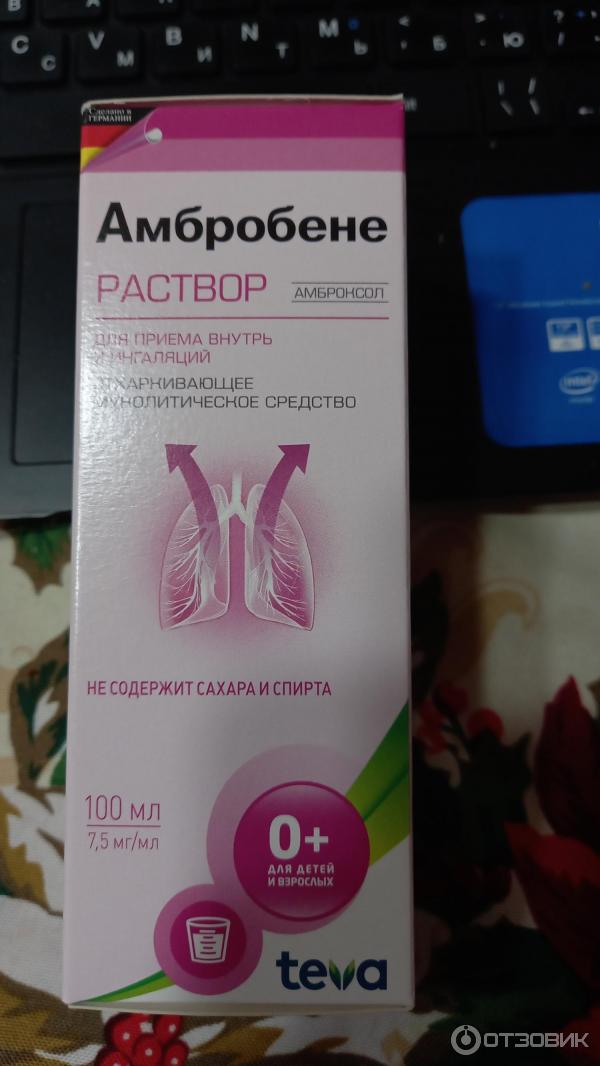 В И Ь Б Ю
C V B N M
С М И Т Ь Б Ю
Сделано в
ГЕРМАНИИ
Амбробене
РАСТВОР
АМБРОКСОЛ
ДЛЯ ПРИЕМА ВНУТРЬ
И ИНГАЛЯЦИЙ
ОТХАРКИВАЮЩЕЕ
МУКОЛИТИЧЕСКОЕ СРЕДСТВО
intel
НЕ СОДЕРЖИТ САХАРА И СПИРТА
100 мл
7,5 мг/мл
0+
ДЛЯ ДЕТЕЙ
И ВЗРОСЛЫХ
teva
ОТЗОВИК